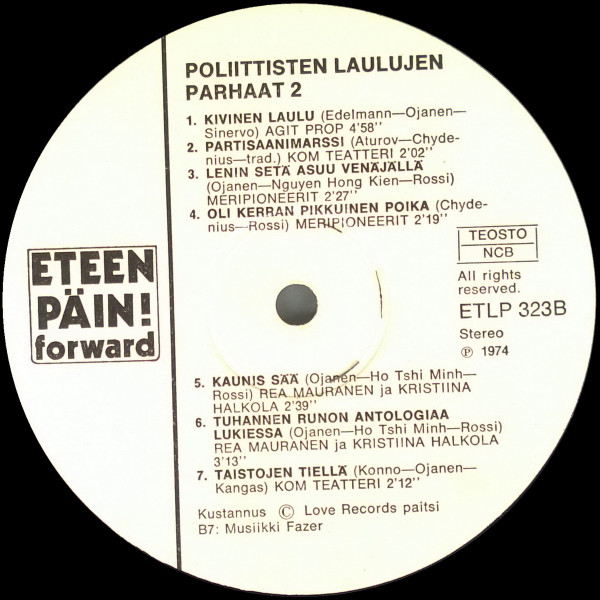 POLIITTISTEN LAULUJEN
PARHAAT 2
1. KIVINEN LAULU (Edelmann—Ojanen—
Sinervo) AGIT PROP 4'58''
2. PARTISAANIMARSSI (Aturov—Chyde-
nius—trad.) KOM TEATTERI 2'02''
3. LENIN SETÄ ASUU VENÄJÄLLÄ
(Ojanen—Nguyen Hong Kien—Rossi)
MERIPIONEERIT 2'27''
4. OLI KERRAN PIKKUINEN POIKA (Chyde-
nius—Rossi) MERIPIONEERIT 2'19''
TEOSTO
NCB
All rights
reserved.
ETLP 323B
Stereo
Ⓟ 1974
ETEEN
PÄIN!
forward
5. KAUNIS SÄÄ (Ojanen—Ho Tshi Minh—
Rossi) REA MAURANEN ja KRISTIINA
HALKOLA 2'39''
6. TUHANNEN RUNON ANTOLOGIAA
LUKIESSA (Ojanen—Ho Tshi Minh—Rossi)
REA MAURANEN ja KRISTIINA HALKOLA
3'13''
7. TAISTOJEN TIELLÄ (Konno—Ojanen—
Kangas) KOM TEATTERI 2'12''
Kustannus © Love Records paitsi
B7: Musiikki Fazer